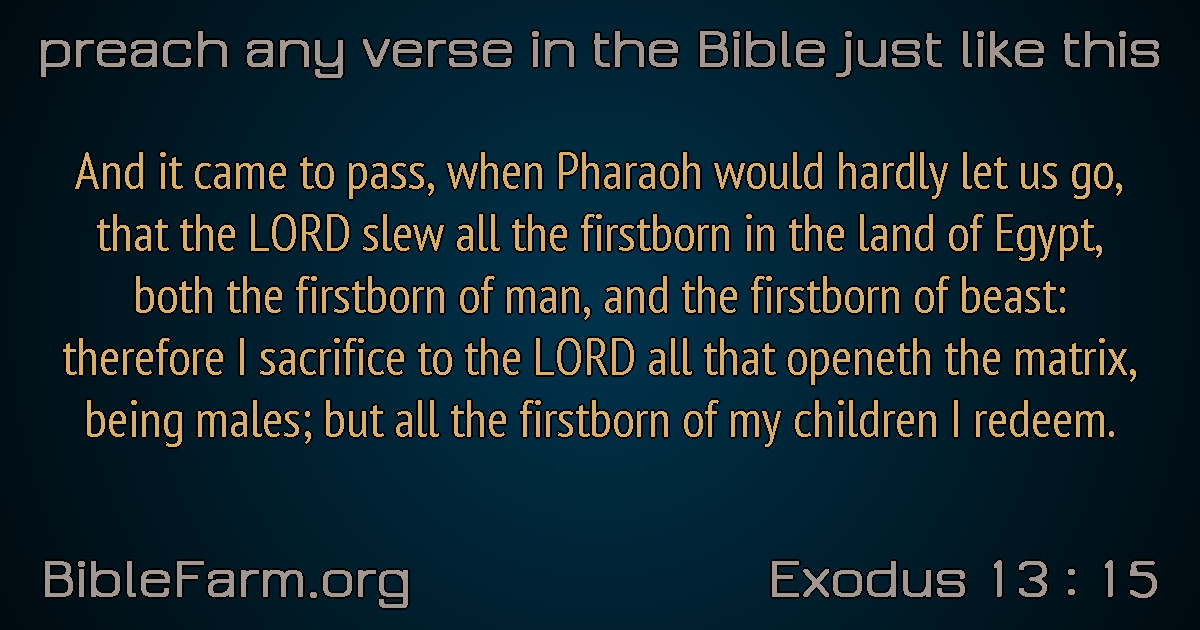 preach any verse in the Bible just like this
And it came to pass, when Pharaoh would hardly let us go,
that the LORD slew all the firstborn in the land of Egypt,
both the firstborn of man, and the firstborn of beast:
therefore I sacrifice to the LORD all that openeth the matrix,
being males; but all the firstborn of my children I redeem.
BibleFarm.org
Exodus 13 : 15